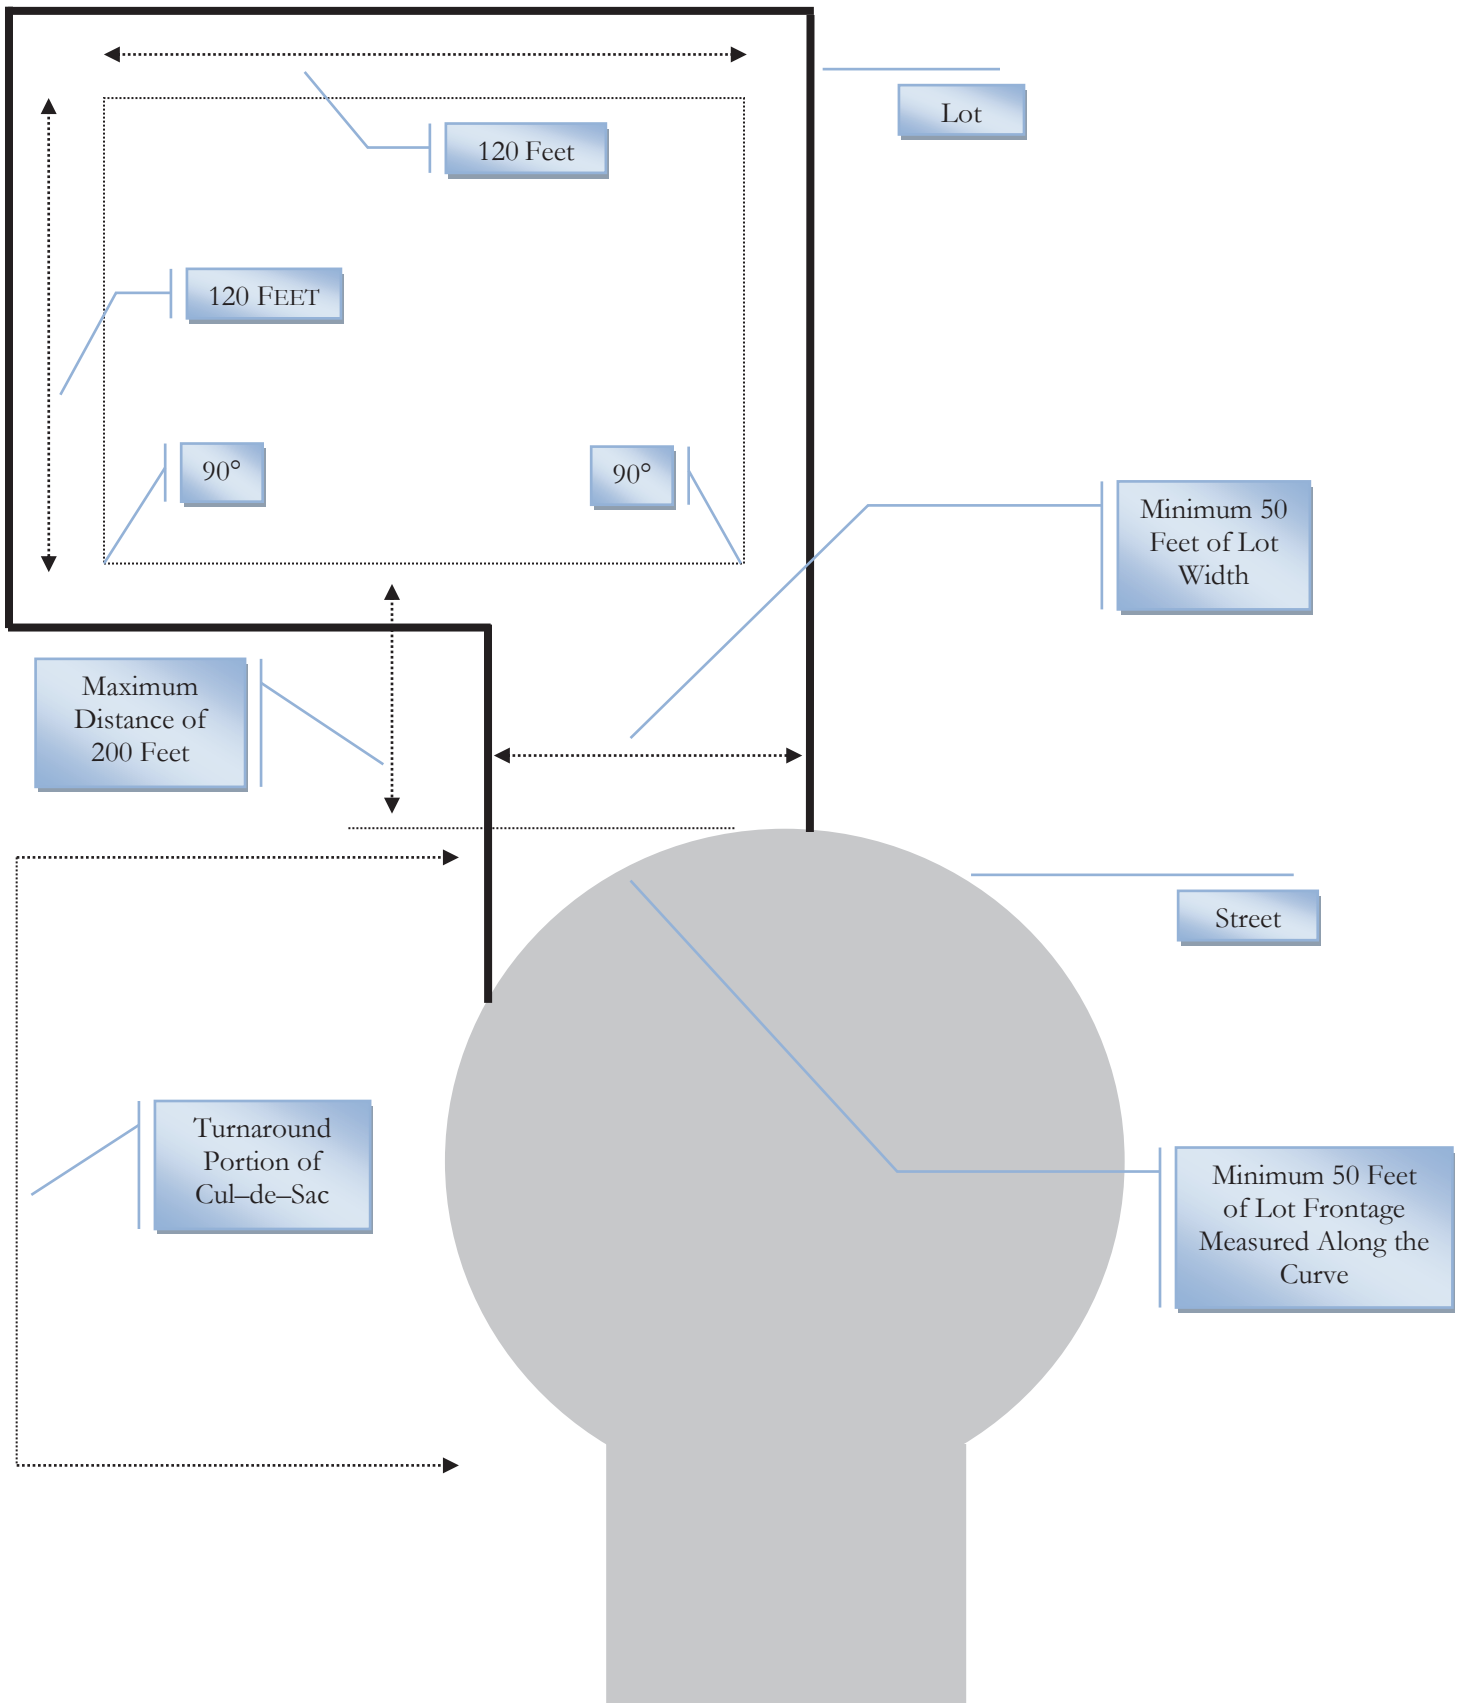 Lot
120 Feet
120 FEET
90°
90°
Minimum 50
Feet of Lot
Width
Maximum
Distance of
200 Feet
Street
Turnaround
Portion of
Cul–de–Sac
Minimum 50 Feet
of Lot Frontage
Measured Along the
Curve